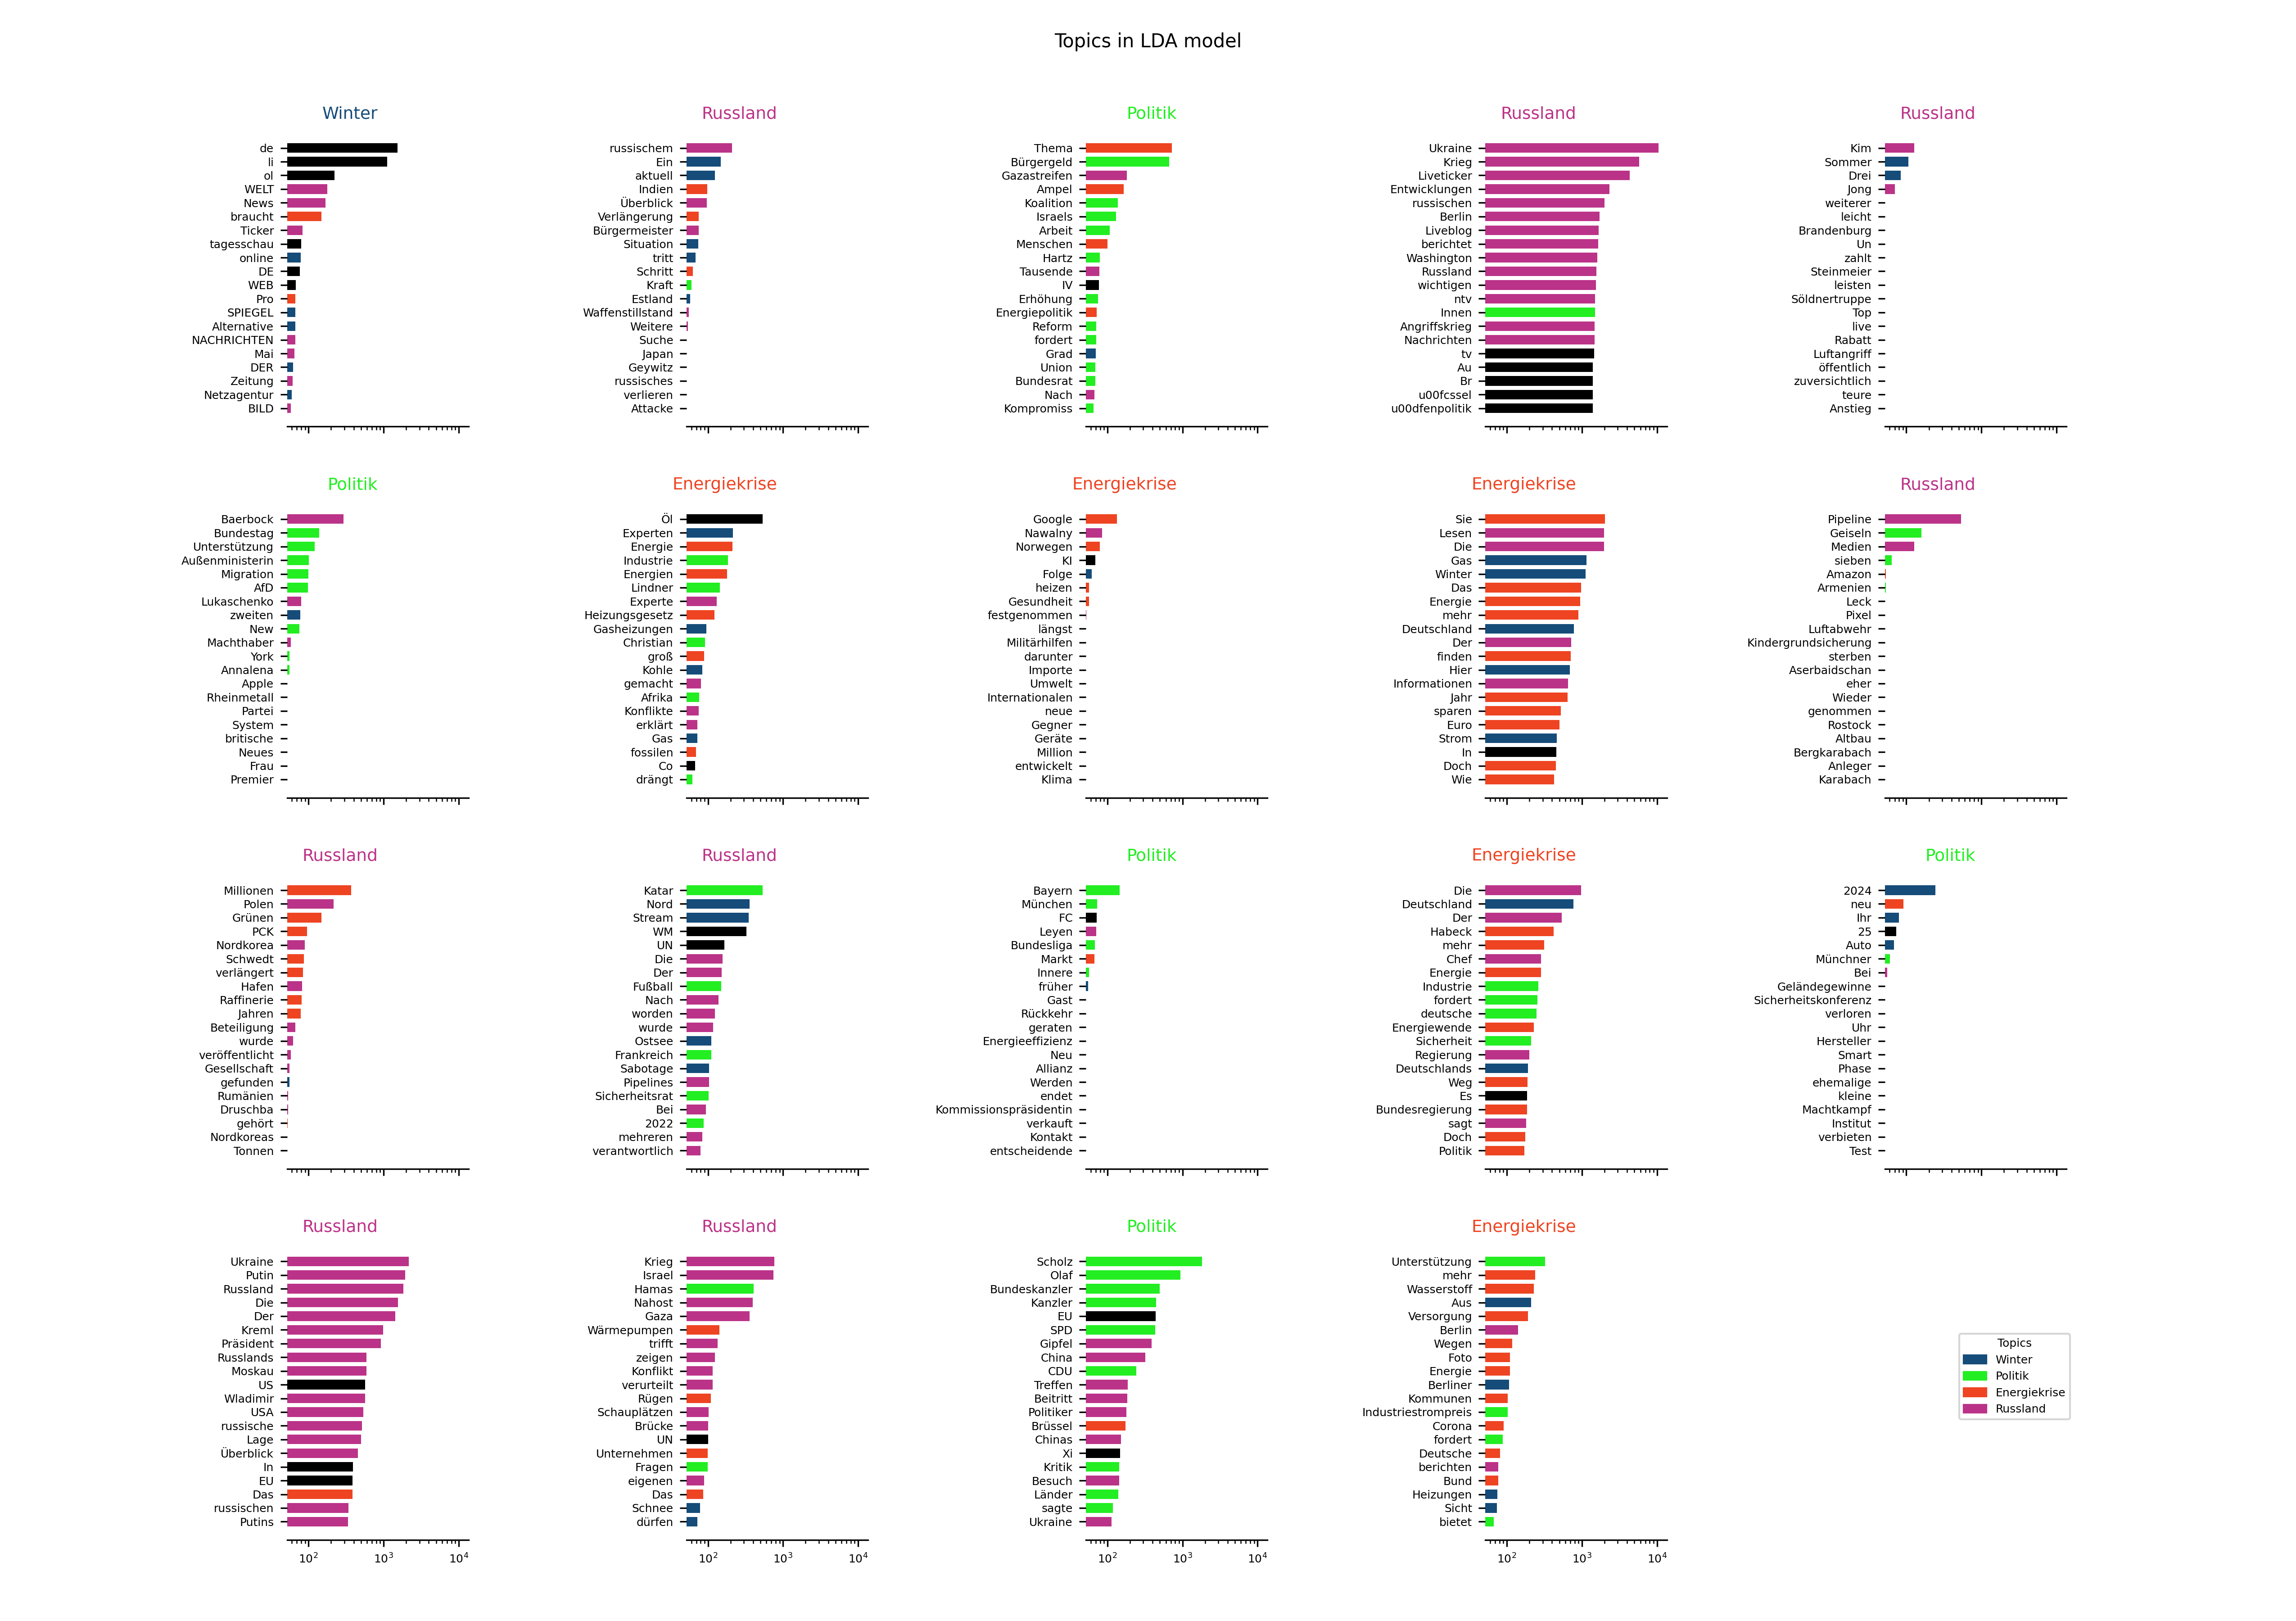 Topics in LDA model
Winter
de
li
ol
WELT
News
braucht
Ticker
tagesschau
online
DE
WEB
Pro
SPIEGEL
Alternative
NACHRICHTEN
Mai
DER
Zeitung
Netzagentur
BILD
Russland
russischem
Ein
aktuell
Indien
Überblick
Verlängerung
Bürgermeister
Situation
tritt
Schritt
Kraft
Estland
Waffenstillstand
Weitere
Suche
Japan
Geywitz
russisches
verlieren
Attacke
Politik
Thema
Bürgergeld
Gazastreifen
Ampel
Koalition
Israels
Arbeit
Menschen
Hartz
Tausende
IV
Erhöhung
Energiepolitik
Reform
fordert
Grad
Union
Bundesrat
Nach
Kompromiss
Russland
Ukraine
Krieg
Liveticker
Entwicklungen
russischen
Berlin
Liveblog
berichtet
Washington
Russland
wichtigen
ntv
Innen
Angriffskrieg
Nachrichten
tv
Au
Br
u00fcssel
u00dfenpolitik
Russland
Kim
Sommer
Drei
Jong
weiterer
leicht
Brandenburg
Un
zahlt
Steinmeier
leisten
Söldnertruppe
Top
live
Rabatt
Luftangriff
öffentlich
zuversichtlich
teure
Anstieg
Politik
Baerbock
Bundestag
Unterstützung
Außenministerin
Migration
AfD
Lukaschenko
zweiten
New
Machthaber
York
Annalena
Apple
Rheinmetall
Partei
System
britische
Neues
Frau
Premier
Energiekrise
Öl
Experten
Energie
Industrie
Energien
Lindner
Experte
Heizungsgesetz
Gasheizungen
Christian
groß
Kohle
gemacht
Afrika
Konflikte
erklärt
Gas
fossilen
Co
drängt
Energiekrise
Google
Nawalny
Norwegen
KI
Folge
heizen
Gesundheit
festgenommen
längst
Militärhilfen
darunter
Importe
Umwelt
Internationalen
neue
Gegner
Geräte
Million
entwickelt
Klima
Energiekrise
Sie
Lesen
Die
Gas
Winter
Das
Energie
mehr
Deutschland
Der
finden
Hier
Informationen
Jahr
sparen
Euro
Strom
In
Doch
Wie
Russland
Pipeline
Geiseln
Medien
sieben
Amazon
Armenien
Leck
Pixel
Luftabwehr
Kindergrundsicherung
sterben
Aserbaidschan
eher
Wieder
genommen
Rostock
Altbau
Bergkarabach
Anleger
Karabach
Russland
Millionen
Polen
Grünen
PCK
Nordkorea
Schwedt
verlängert
Hafen
Raffinerie
Jahren
Beteiligung
wurde
veröffentlicht
Gesellschaft
gefunden
Rumänien
Druschba
gehört
Nordkoreas
Tonnen
Russland
Katar
Nord
Stream
WM
UN
Die
Der
Fußball
Nach
worden
wurde
Ostsee
Frankreich
Sabotage
Pipelines
Sicherheitsrat
Bei
2022
mehreren
verantwortlich
Politik
Bayern
München
FC
Leyen
Bundesliga
Markt
Innere
früher
Gast
Rückkehr
geraten
Energieeffizienz
Neu
Allianz
Werden
endet
Kommissionspräsidentin
verkauft
Kontakt
entscheidende
Energiekrise
Die
Deutschland
Der
Habeck
mehr
Chef
Energie
Industrie
fordert
deutsche
Energiewende
Sicherheit
Regierung
Deutschlands
Weg
Es
Bundesregierung
sagt
Doch
Politik
Politik
2024
neu
Ihr
25
Auto
Münchner
Bei
Geländegewinne
Sicherheitskonferenz
verloren
Uhr
Hersteller
Smart
Phase
ehemalige
kleine
Machtkampf
Institut
verbieten
Test
Russland
Ukraine
Putin
Russland
Die
Der
Kreml
Präsident
Russlands
Moskau
US
Wladimir
USA
russische
Lage
Überblick
In
EU
Das
russischen
Putins
10² 10³ 10⁴
Russland
Krieg
Israel
Hamas
Nahost
Gaza
Wärmepumpen
trifft
zeigen
Konflikt
verurteilt
Rügen
Schauplätzen
Brücke
UN
Unternehmen
Fragen
eigenen
Das
Schnee
dürfen
10² 10³ 10⁴
Politik
Scholz
Olaf
Bundeskanzler
Kanzler
EU
SPD
Gipfel
China
CDU
Treffen
Beitritt
Politiker
Brüssel
Chinas
Xi
Kritik
Besuch
Länder
sagte
Ukraine
10² 10³ 10⁴
Energiekrise
Unterstützung
mehr
Wasserstoff
Aus
Versorgung
Berlin
Wegen
Foto
Energie
Berliner
Kommunen
Industriestrompreis
Corona
fordert
Deutsche
berichten
Bund
Heizungen
Sicht
bietet
10² 10³ 10⁴
Topics
Winter
Politik
Energiekrise
Russland